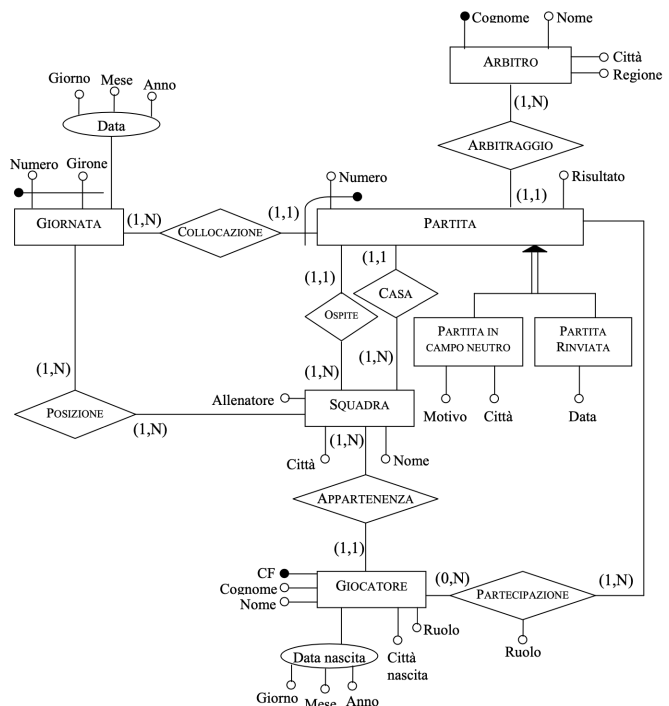 Cognome Nome
ARBITRO
Città
Regione
(1,N)
ARBITRAGGIO
(1,1)
Giorno Mese Anno
Data
Numero Girone
GIORNATA
(1,N)
COLLOCAZIONE
(1,1)
Numero
Risultato
PARTITA
(1,1)
OSPITE
(1,N)
(1,1
CASA
(1,N)
PARTITA IN
CAMPO NEUTRO
Motivo Città
PARTITA
RINVIATA
Data
(1,N)
POSIZIONE
(1,N)
Allenatore
SQUADRA
Città
(1,N)
Nome
APPARTENENZA
(1,1)
CF
Cognome
Nome
GIOCATORE
(0,N)
PARTECIPAZIONE
(1,N)
Ruolo
Ruolo
Città
nascita
Data nascita
Giorno Mese Anno